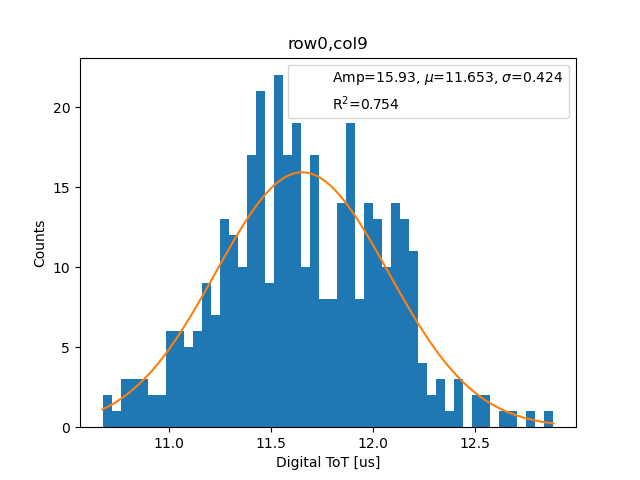 row0,col9
Amp=15.93, μ=11.653, σ=0.424
R²=0.754
20
15
10
5
0
Counts
11.0 11.5 12.0 12.5
Digital ToT [us]